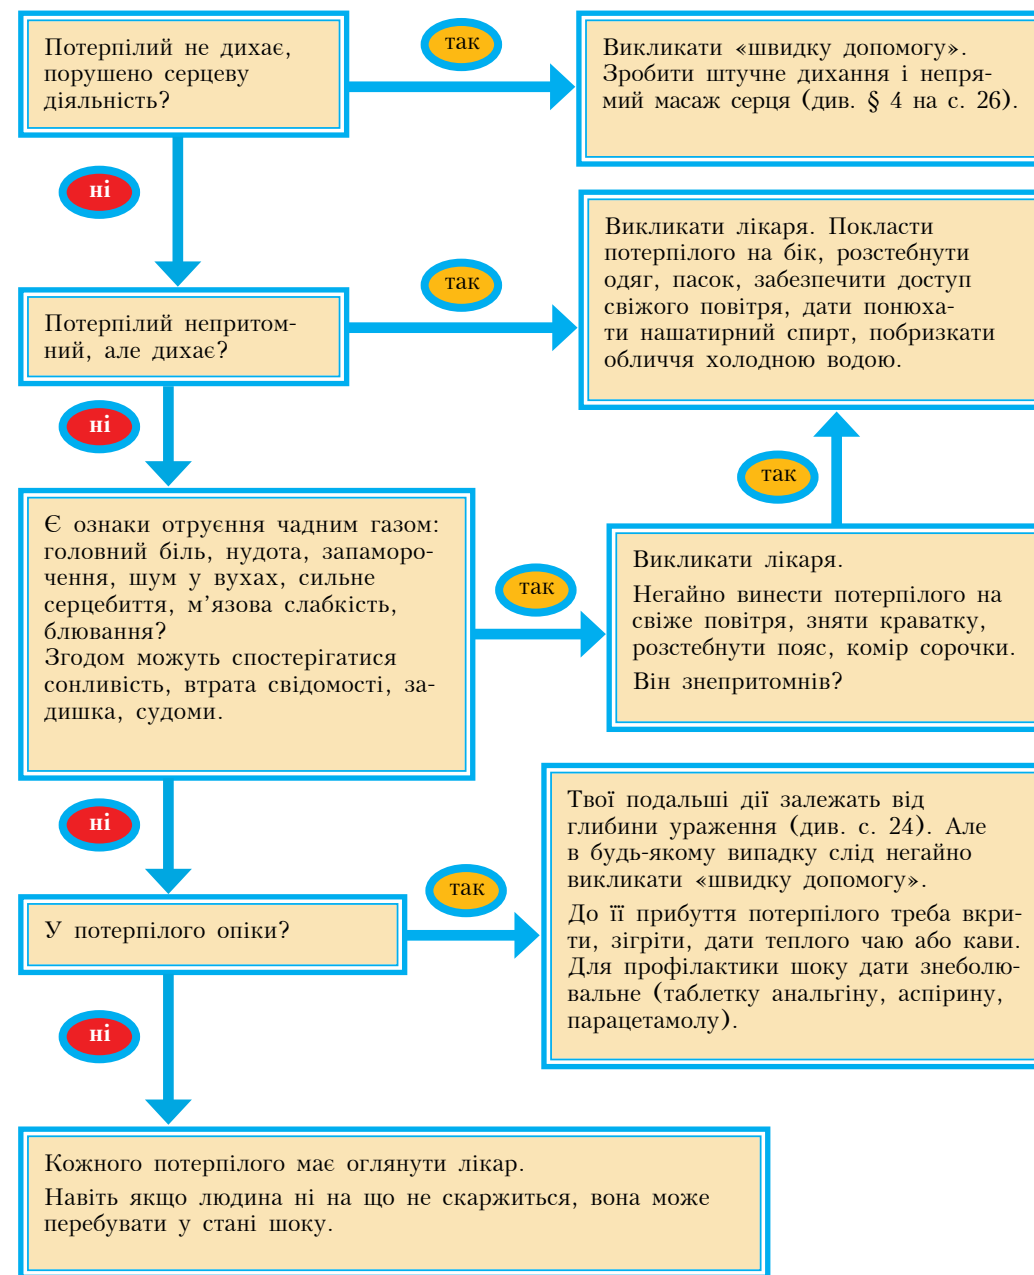 Потерпілий не дихає,
порушено серцеву
діяльність?
так
Викликати «швидку допомогу».
Зробити штучне дихання і непря-
мий масаж серця (див. § 4 на с. 26).
ні
Потерпілий непритом-
ний, але дихає?
так
Викликати лікаря. Покласти
потерпілого на бік, розстебнути
одяг, пасок, забезпечити доступ
свіжого повітря, дати понюха-
ти нашатирний спирт, побризкати
обличчя холодною водою.
ні
Є ознаки отруєння чадним газом:
головний біль, нудота, запаморо-
чення, шум у вухах, сильне
серцебиття, м’язова слабкість,
блювання?
Згодом можуть спостерігатися
сонливість, втрата свідомості, за-
дишка, судоми.
так
Викликати лікаря.
Негайно винести потерпілого на
свіже повітря, зняти краватку,
розстебнути пояс, комір сорочки.
Він знепритомнів?
так
ні
У потерпілого опіки?
так
Твої подальші дії залежать від
глибини ураження (див. с. 24). Але
в будь-якому випадку слід негайно
викликати «швидку допомогу».
До її прибуття потерпілого треба вкри-
ти, зігріти, дати теплого чаю або кави.
Для профілактики шоку дати знеболю-
вальне (таблетку анальгіну, аспірину,
парацетамолу).
ні
Кожного потерпілого має оглянути лікар.
Навіть якщо людина ні на що не скаржиться, вона може
перебувати у стані шоку.